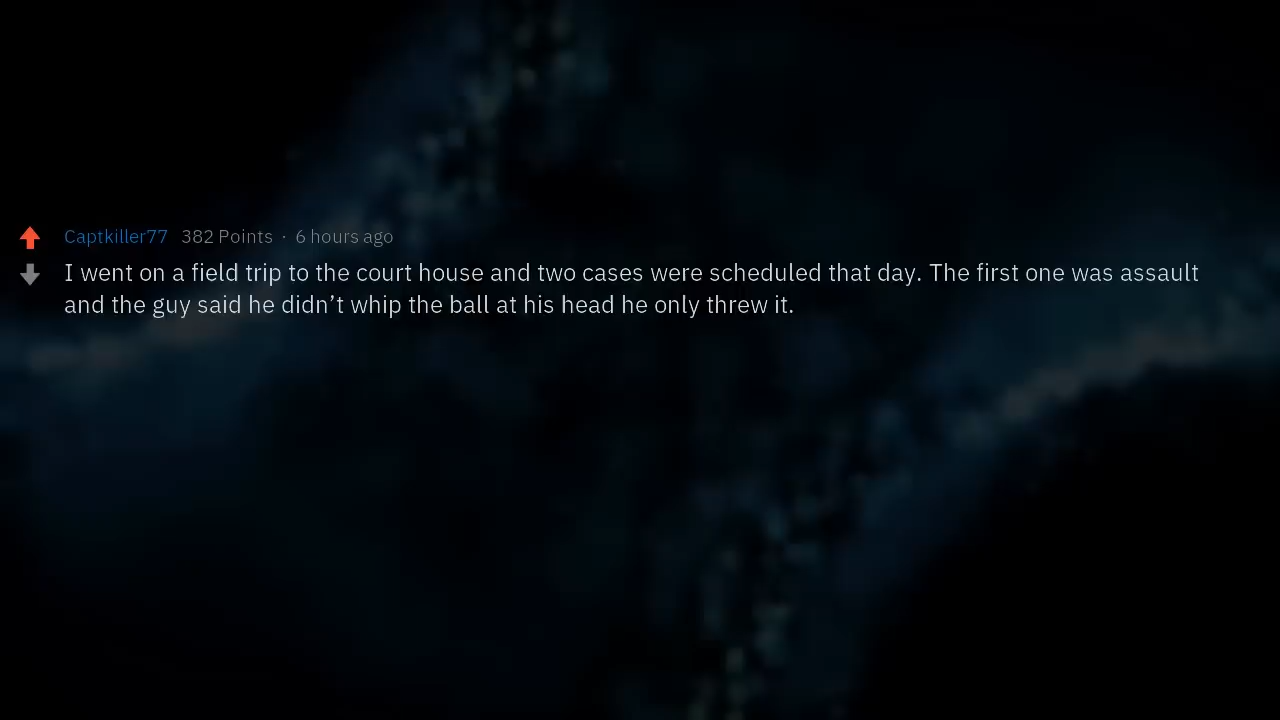 Captkiller77 382 Points · 6 hours ago
I went on a field trip to the court house and two cases were scheduled that day. The first one was assault
and the guy said he didn’t whip the ball at his head he only threw it.